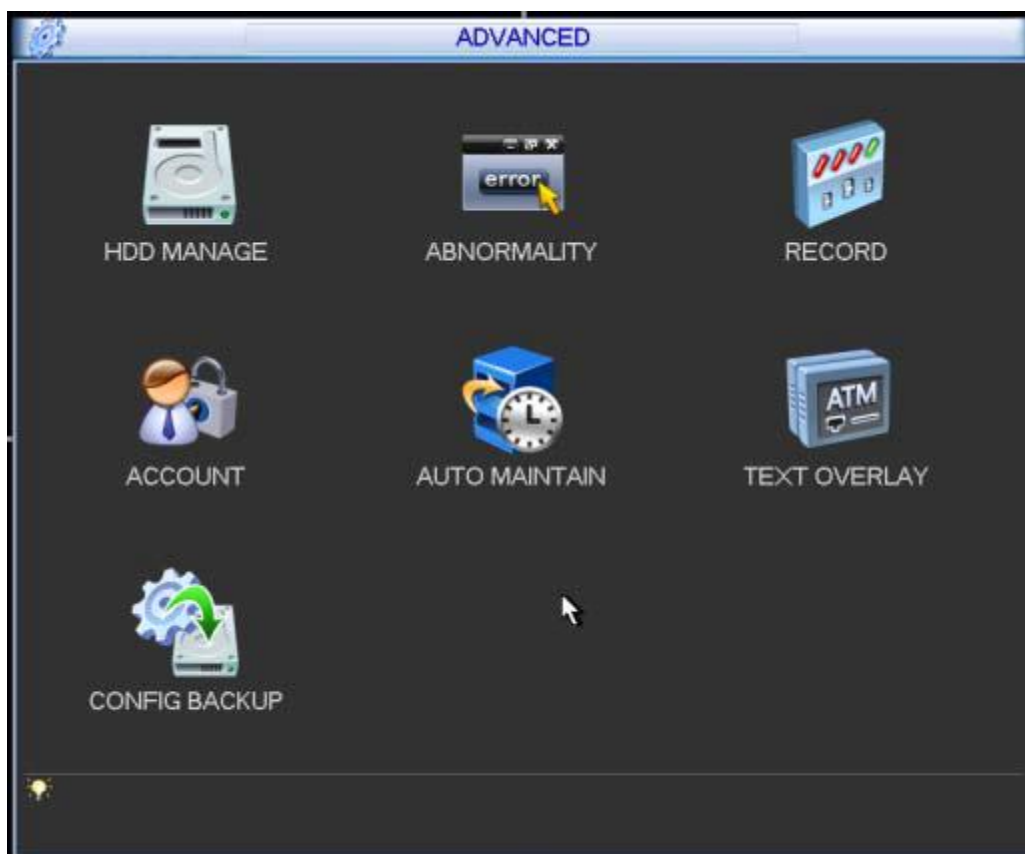 ADVANCED
error
HDD MANAGE
ABNORMALITY
RECORD
ATM
ACCOUNT
AUTO MAINTAIN
TEXT OVERLAY
CONFIG BACKUP